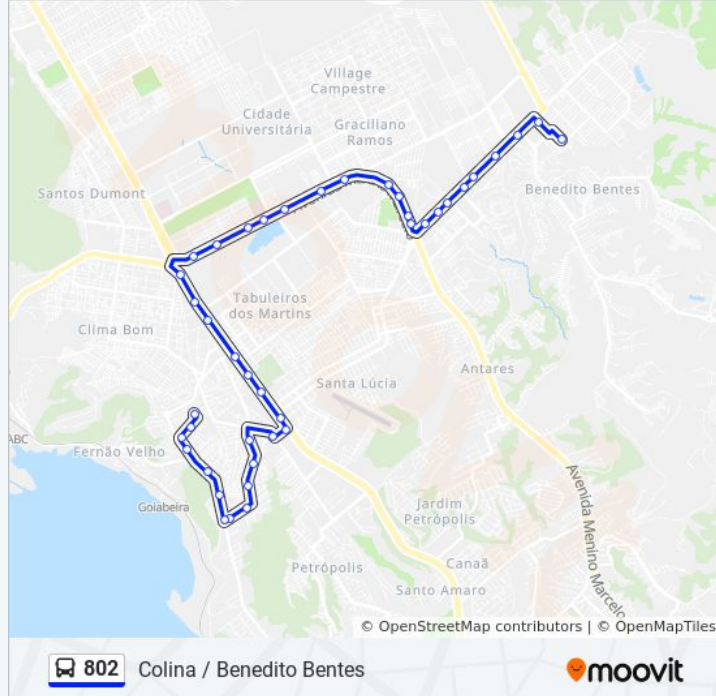 Village
Campestre
Cidade
Universitária
Graciliano
Ramos
Santos Dumont
Benedito Bentes
Tabuleiros
dos Martins
Clima Bom
Antares
Santa Lúcia
ABC
Fernão Velho
Goiabeira
Avenida Menino Marcelo
Jardim
Petrópolis
Petrópolis
Canaã
Santo Amaro
© OpenStreetMap contributors | © OpenMapTiles
802 Colina / Benedito Bentes
moovit